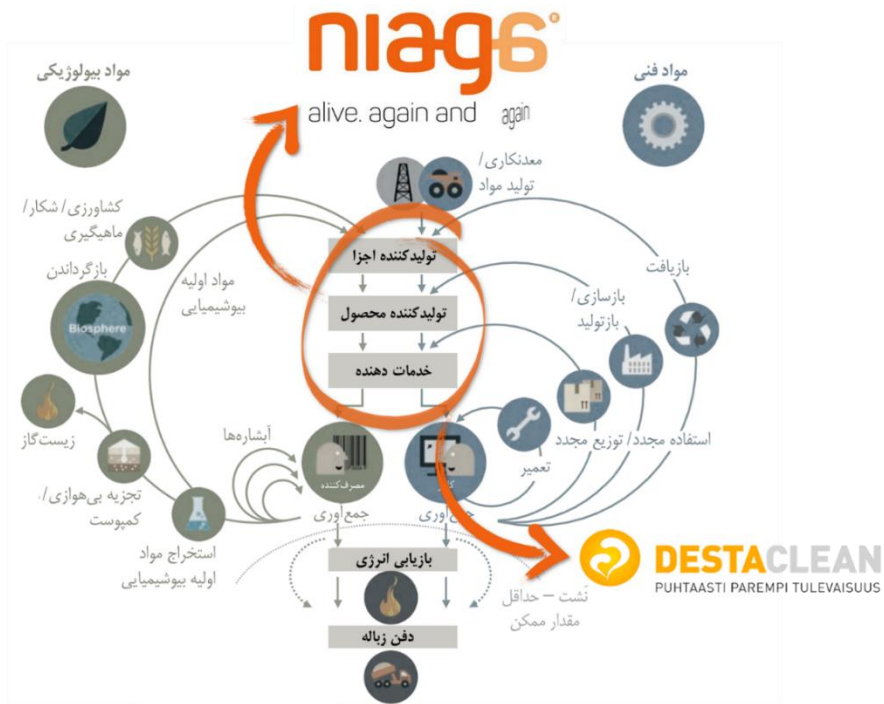 niaga®
alive. again and again
مواد بیولوژیکی
مواد فنی
معدنکاری/
تولید مواد
کشاورزی/ شکار/
ماهیگیری
بازگرداندن
Biosphere
مواد اولیه
بیوشیمیایی
تولیدکننده اجزا
تولیدکننده محصول
خدمات دهنده
بازیافت
بازسازی/
بازتولید
استفاده مجدد/ توزیع مجدد
تعمیر
زیست‌گاز
آبشاره‌ها
مصرف‌کننده
جمع‌آوری
جمع‌آوری
تجزیه بی‌هوازی/
کمپوست
استخراج مواد
اولیه بیوشیمیایی
بازیابی انرژی
دفن زباله
نَشت – حداقل
مقدار ممکن
DESTACLEAN
PUHTAASTI PAREMPI TULEVAISUUS